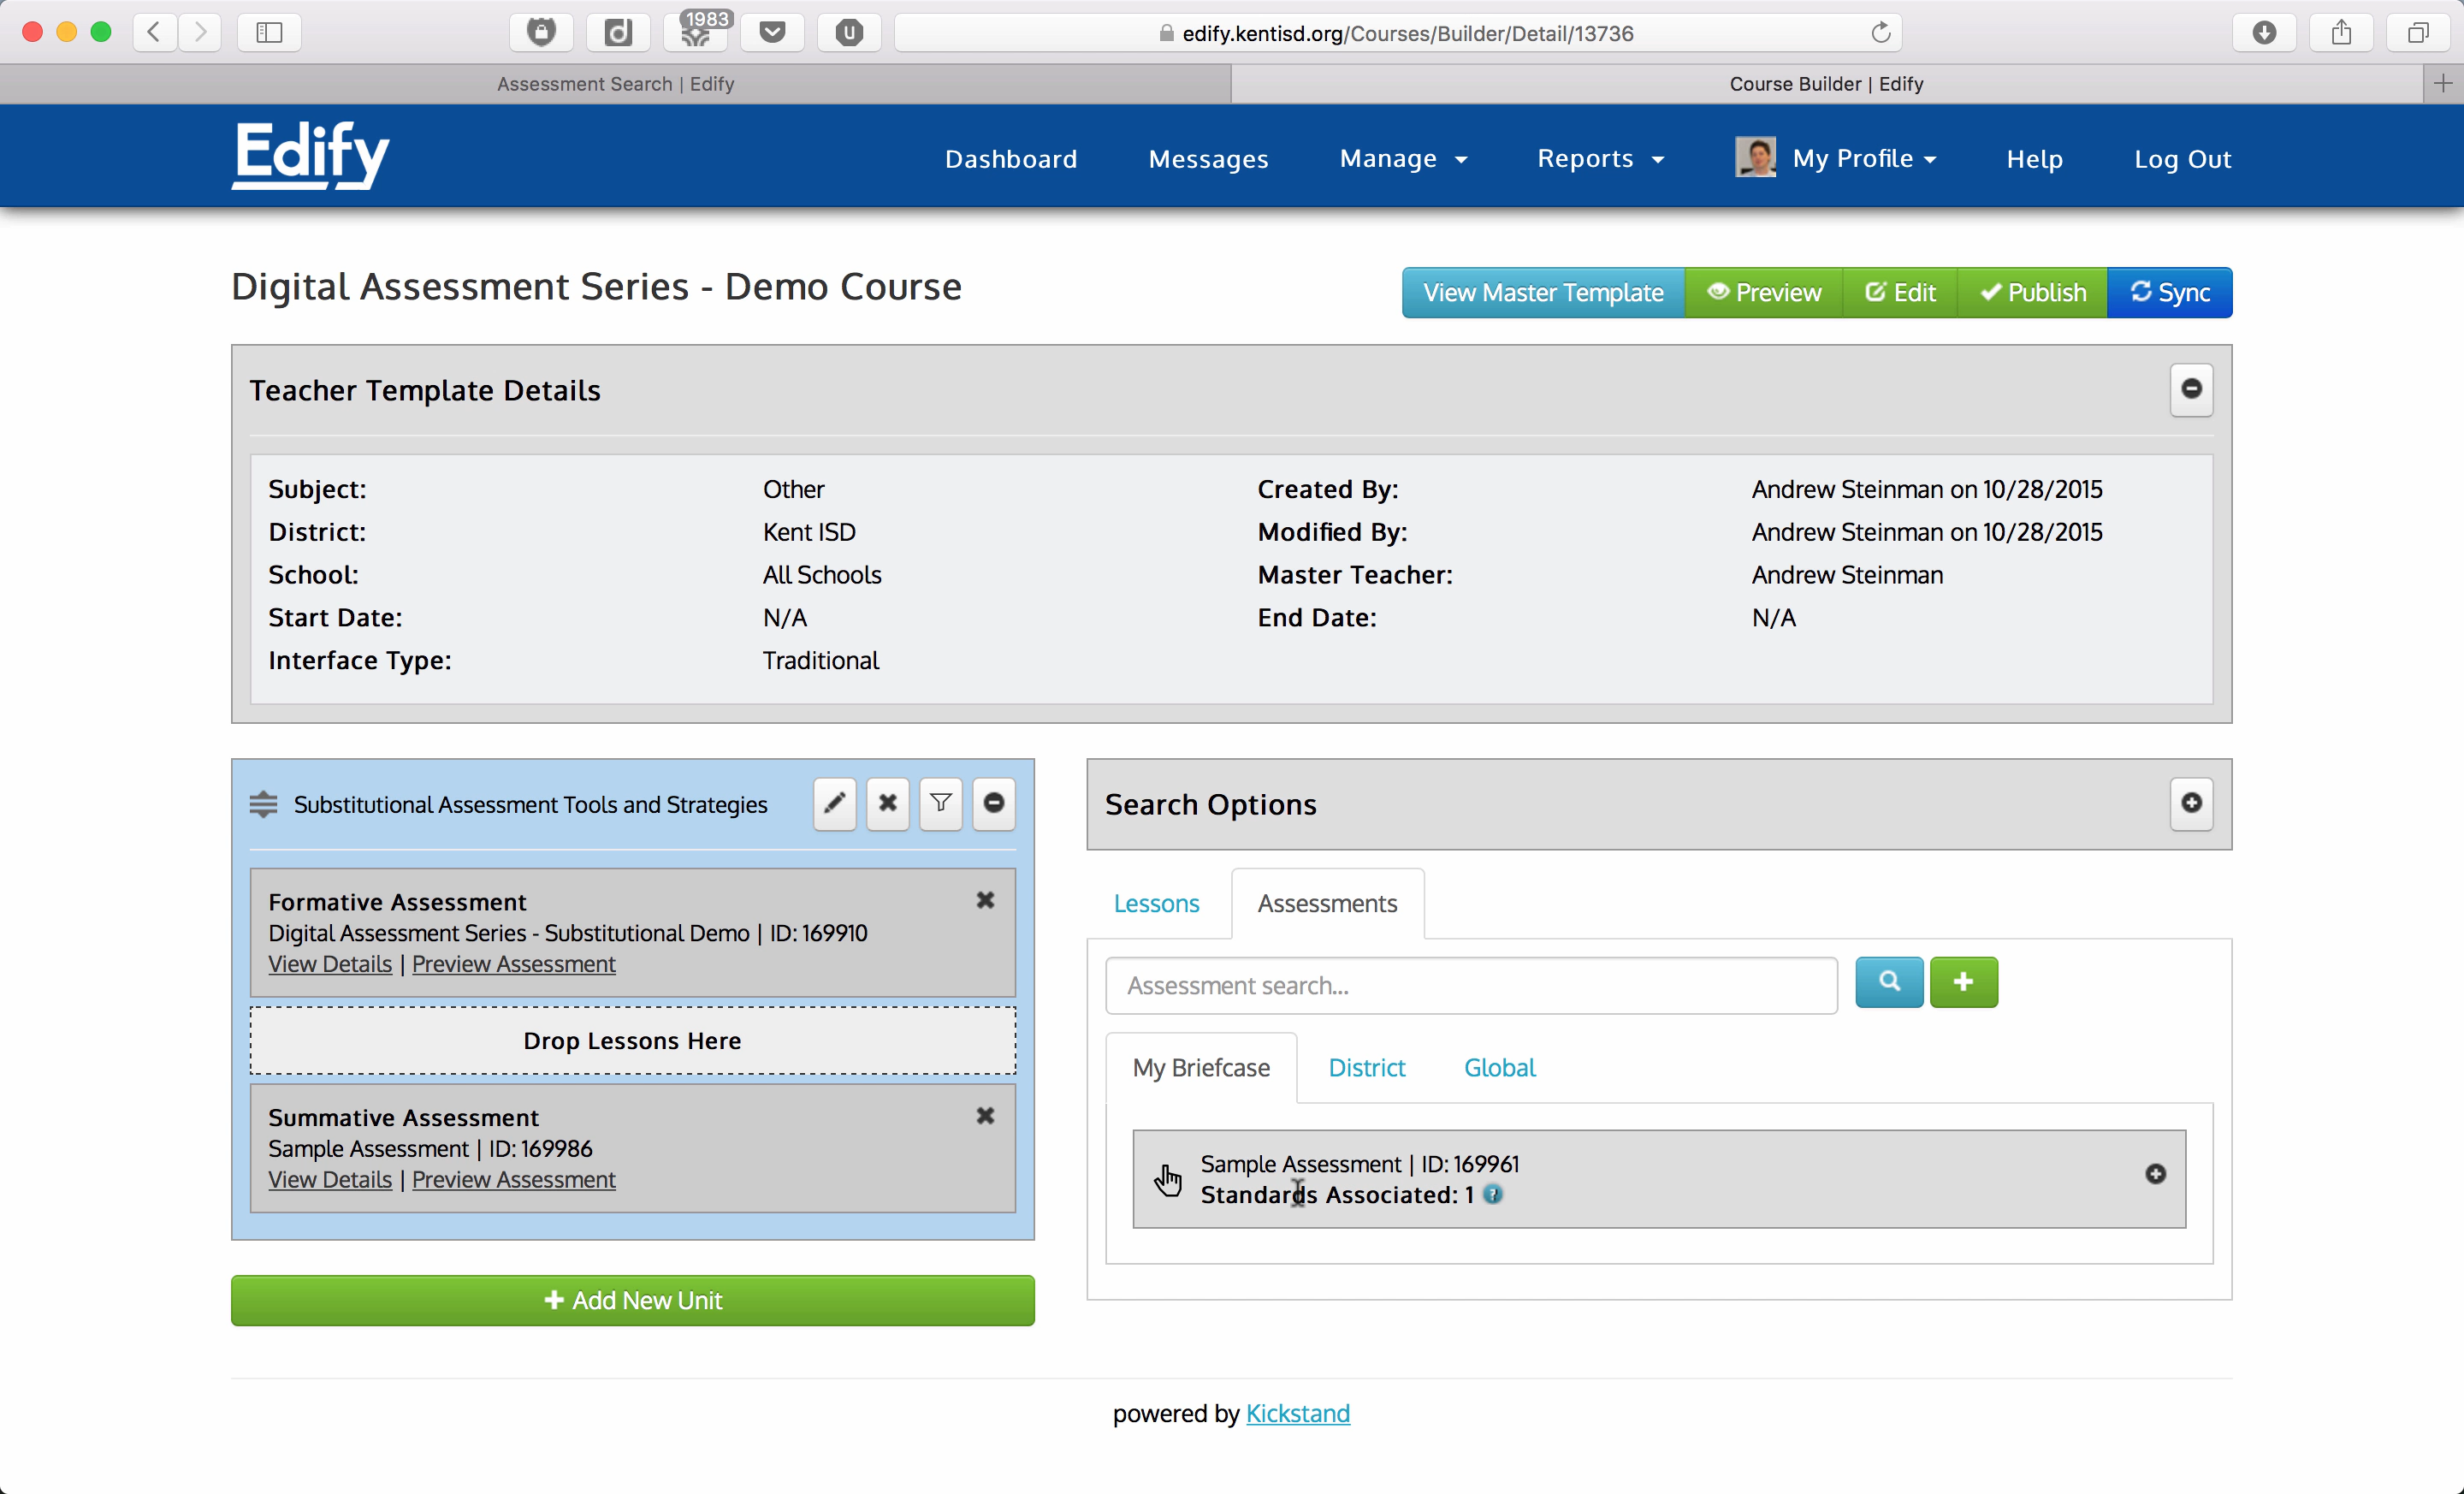 1983
edify.kentisd.org/Courses/Builder/Detail/13736
Assessment Search | Edify
Course Builder | Edify
Edify
Dashboard
Messages
Manage
Reports
My Profile
Help
Log Out
Digital Assessment Series - Demo Course
View Master Template
Preview
Edit
Publish
Sync
Teacher Template Details
Subject: Other Created By: Andrew Steinman on 10/28/2015
District: Kent ISD Modified By: Andrew Steinman on 10/28/2015
School: All Schools Master Teacher: Andrew Steinman
Start Date: N/A End Date: N/A
Interface Type: Traditional
Substitutional Assessment Tools and Strategies
Formative Assessment
Digital Assessment Series - Substitutional Demo | ID: 169910
View Details | Preview Assessment
Drop Lessons Here
Summative Assessment
Sample Assessment | ID: 169986
View Details | Preview Assessment
+ Add New Unit
Search Options
Lessons
Assessments
Assessment search...
My Briefcase
District
Global
Sample Assessment | ID: 169961
Standards Associated: 1 ?
powered by Kickstand